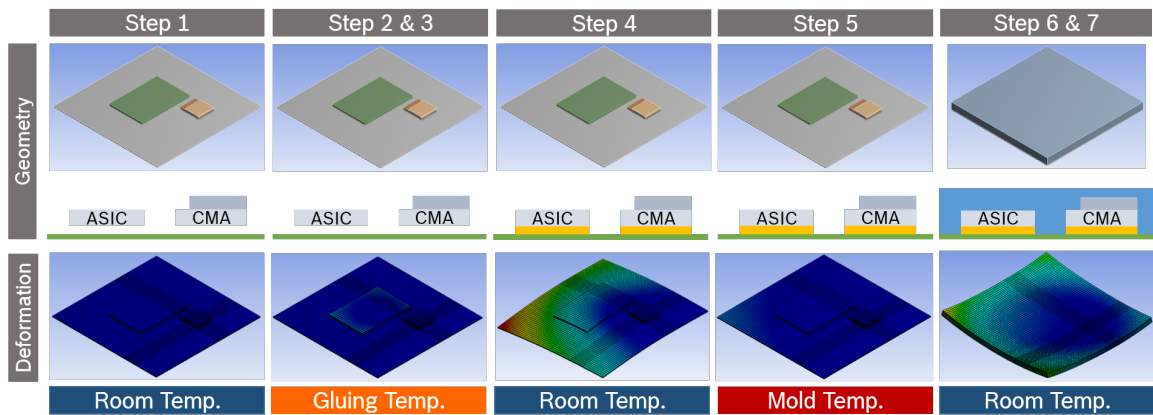 Step 1
Step 2 & 3
Step 4
Step 5
Step 6 & 7
Geometry
ASIC
CMA
ASIC
CMA
ASIC
CMA
ASIC
CMA
ASIC
CMA
Deformation
Room Temp.
Gluing Temp.
Room Temp.
Mold Temp.
Room Temp.